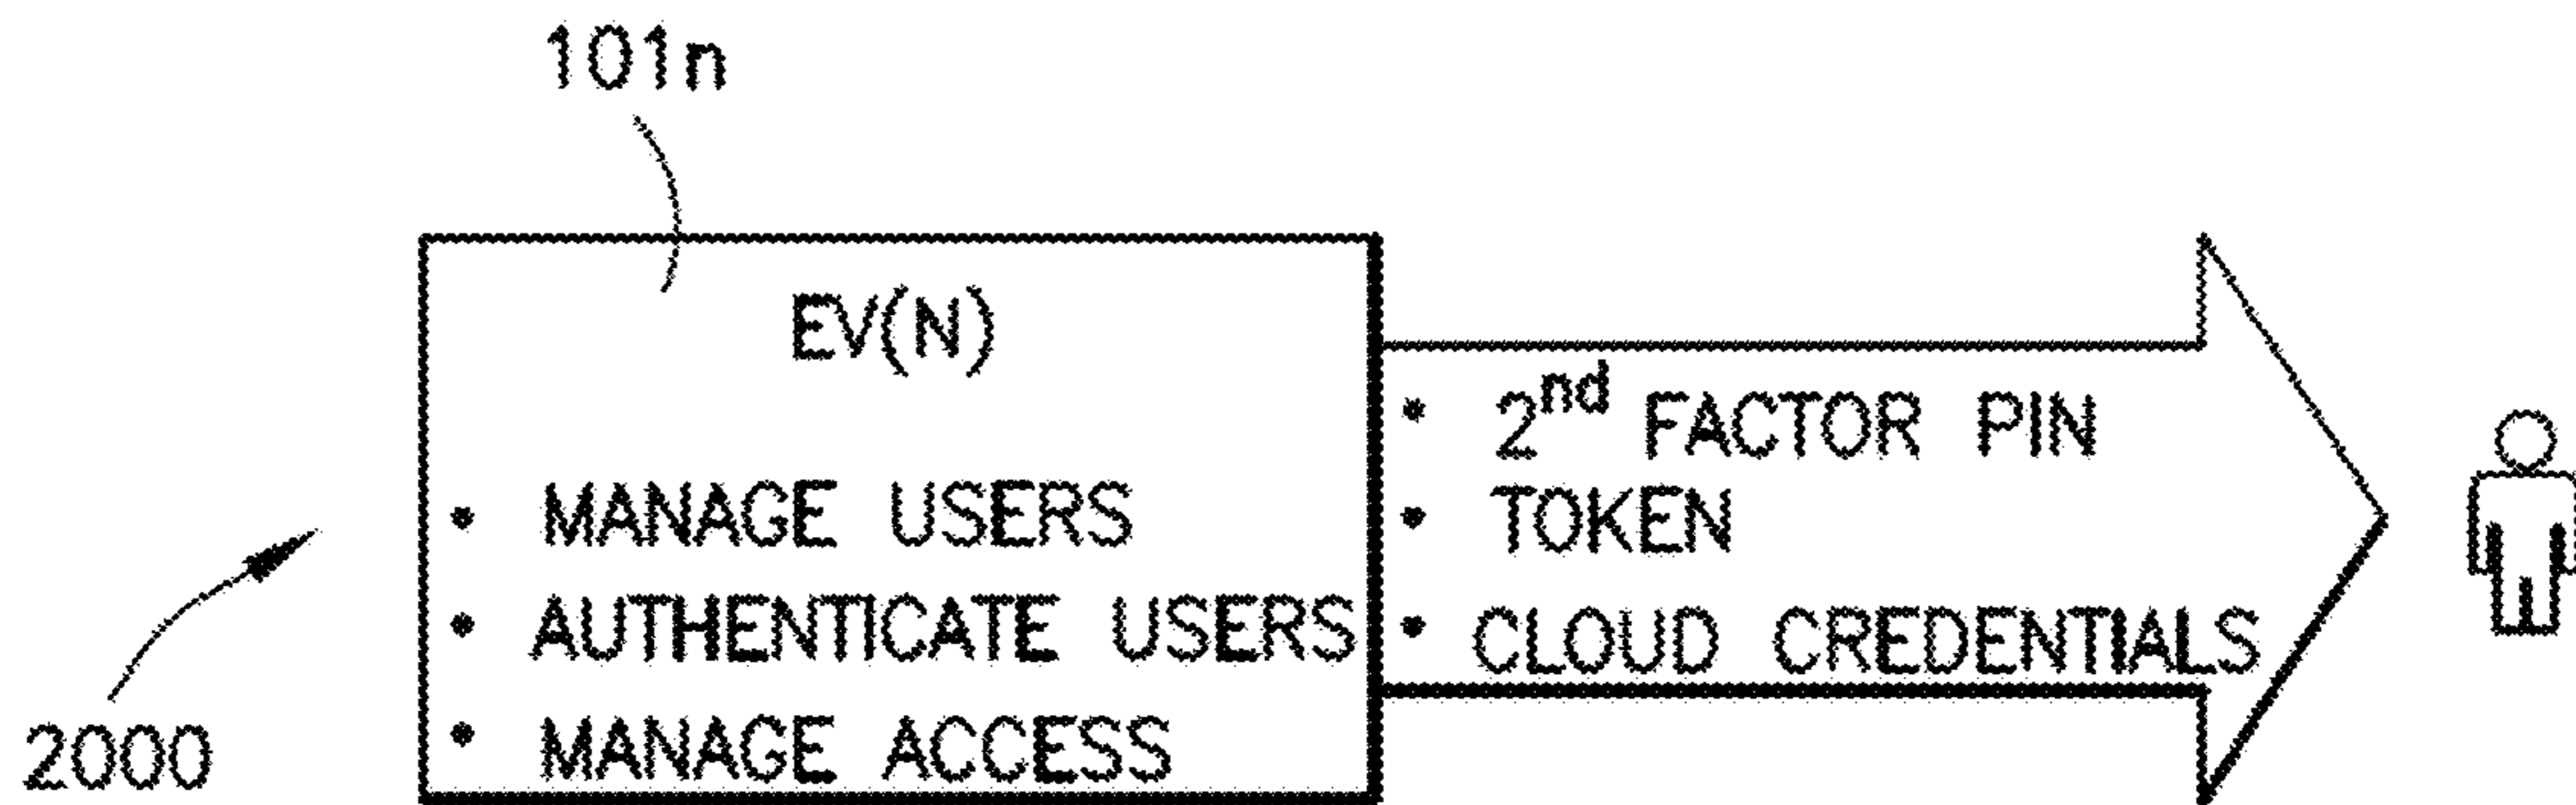 101n
EV(N)
• MANAGE USERS
• AUTHENTICATE USERS
• MANAGE ACCESS
• 2nd FACTOR PIN
• TOKEN
• CLOUD CREDENTIALS
2000